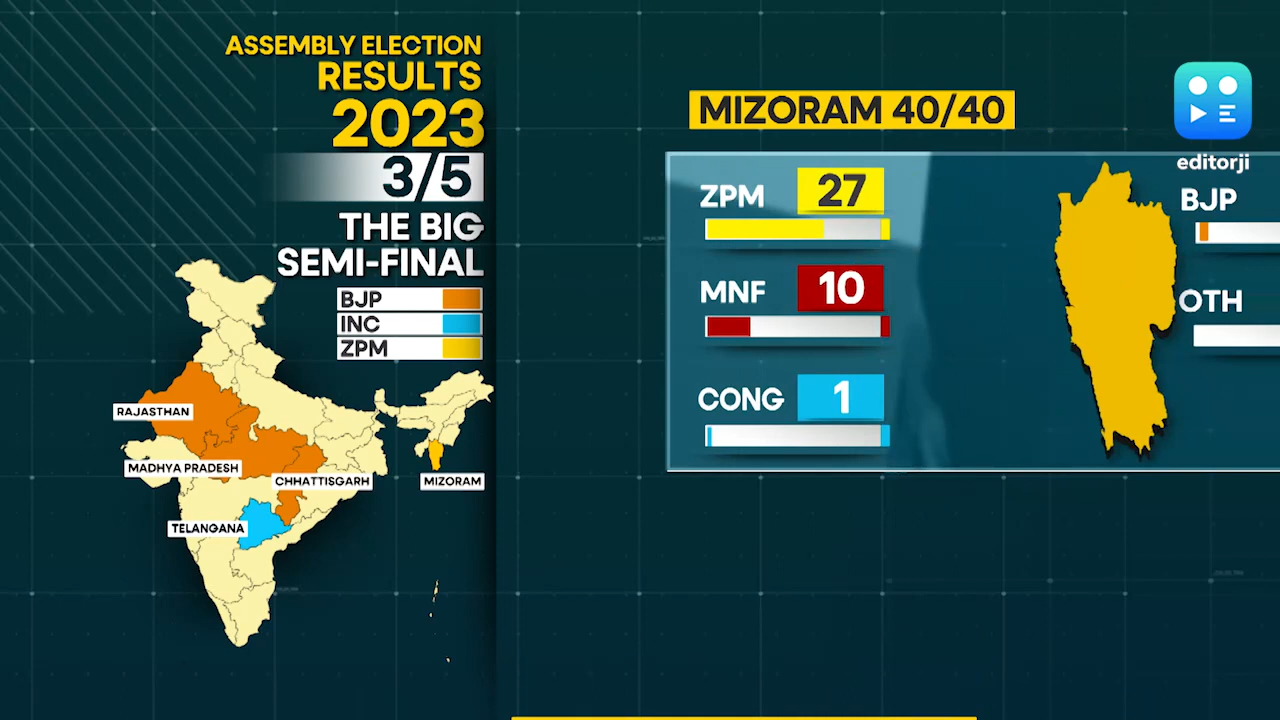 ASSEMBLY ELECTION
RESULTS
2023
3/5
THE BIG
SEMI-FINAL
BJP
INC
ZPM
RAJASTHAN
MADHYA PRADESH
CHHATTISGARH
MIZORAM
TELANGANA
MIZORAM 40/40
ZPM 27
MNF 10
CONG 1
BJP
OTH
editorji